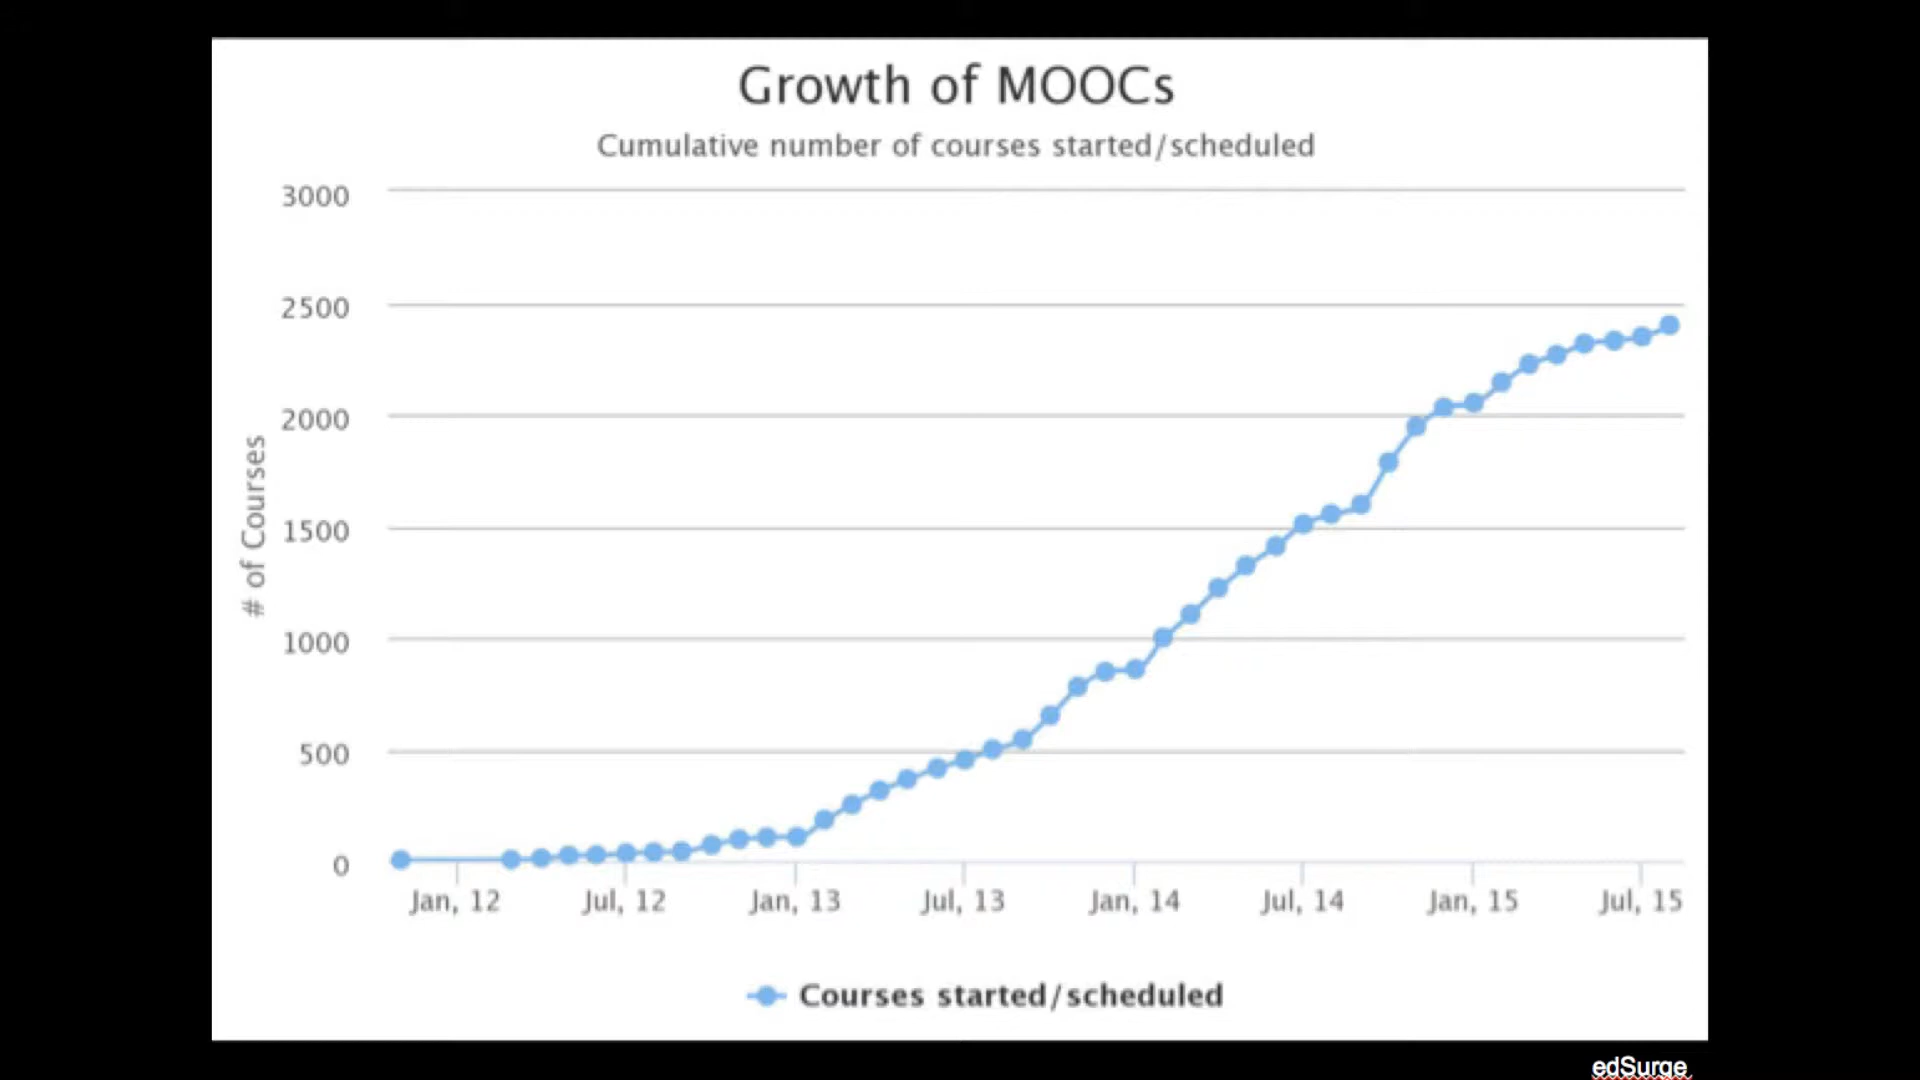 Growth of MOOCs
Cumulative number of courses started/scheduled
3000
2500
2000
1500
1000
500
0
# of Courses
Jan, 12 Jul, 12 Jan, 13 Jul, 13 Jan, 14 Jul, 14 Jan, 15 Jul, 15
Courses started/scheduled
edSurge